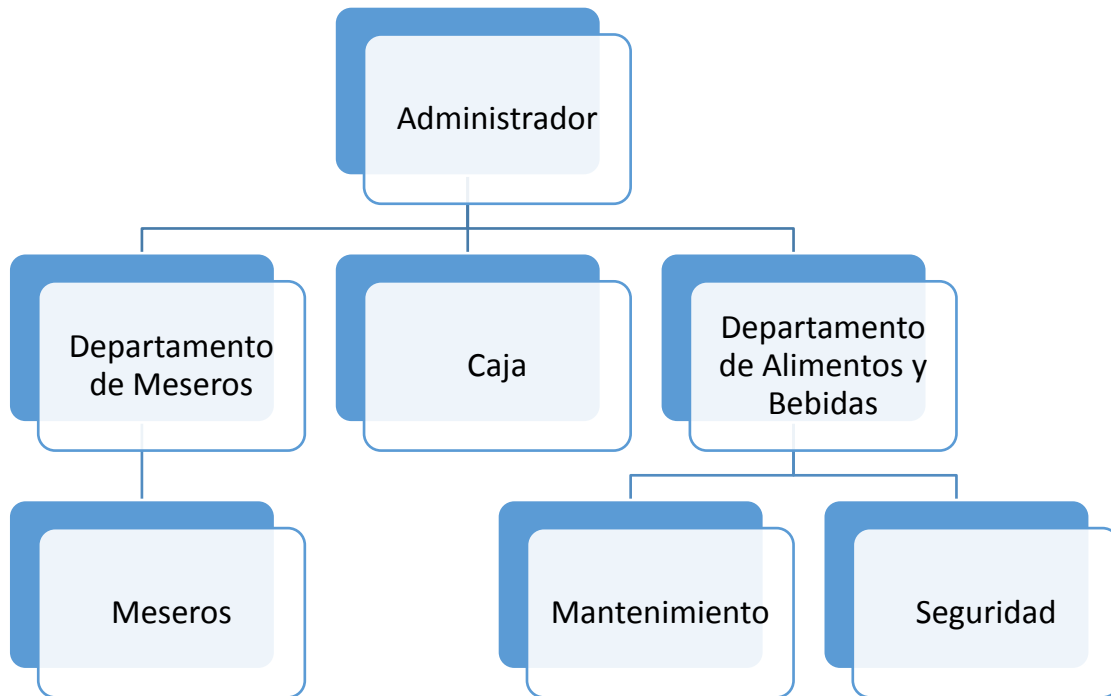 Administrador
Departamento
de Meseros
Caja
Departamento
de Alimentos y
Bebidas
Meseros
Mantenimiento
Seguridad